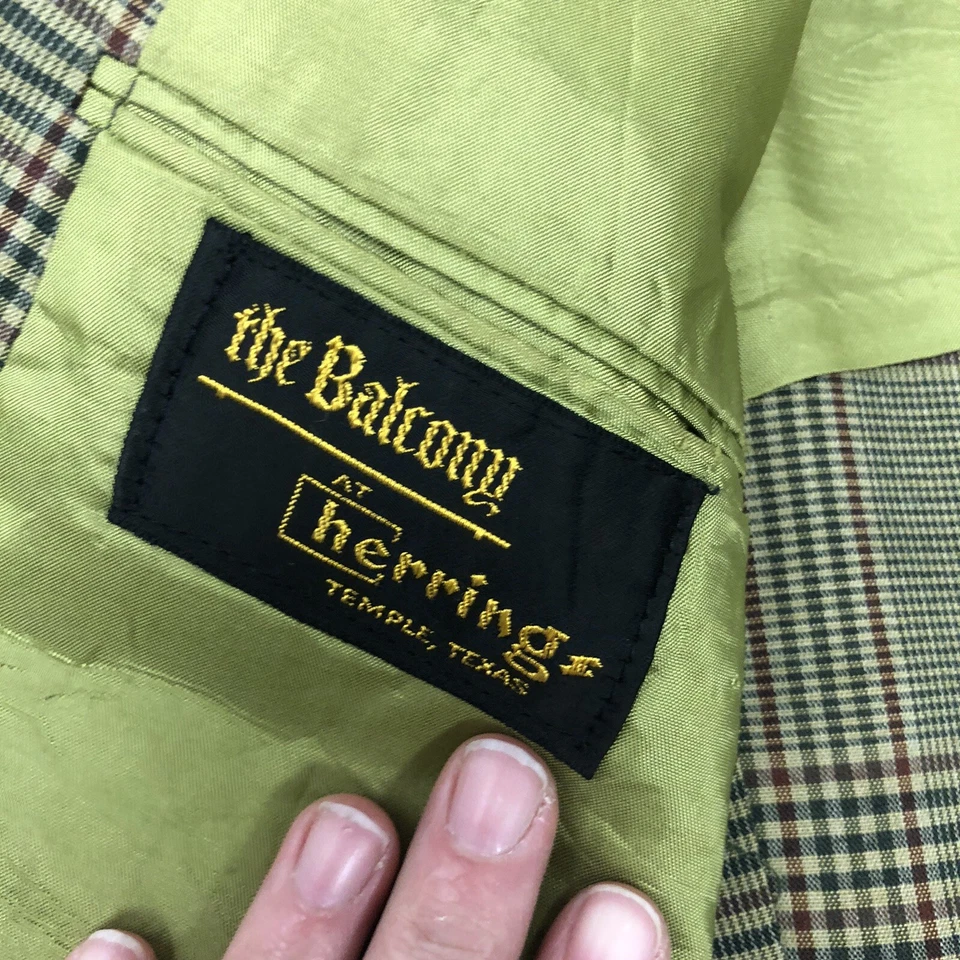 the Balcony
AT
herrings
TEMPLE, TEXAS